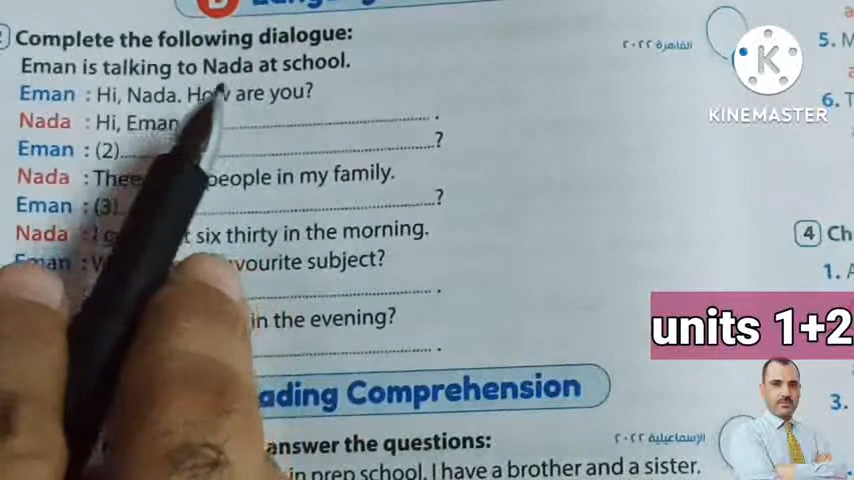 Complete the following dialogue:
القاهرة ٢٠٢٢
Eman is talking to Nada at school.
Eman : Hi, Nada. How are you?
Nada : Hi, Eman
Eman : (2) ?
Nada : people in my family.
Eman : (3) ?
Nada : I six thirty in the morning.
Eman : favourite subject?
in the evening?
Comprehension
answer the questions:
الإسماعيلية ٢٠٢٢
in prep school. I have a brother and a sister.
5.
6.
4 Ch
1.
3.
KINEMASTER
units 1+2